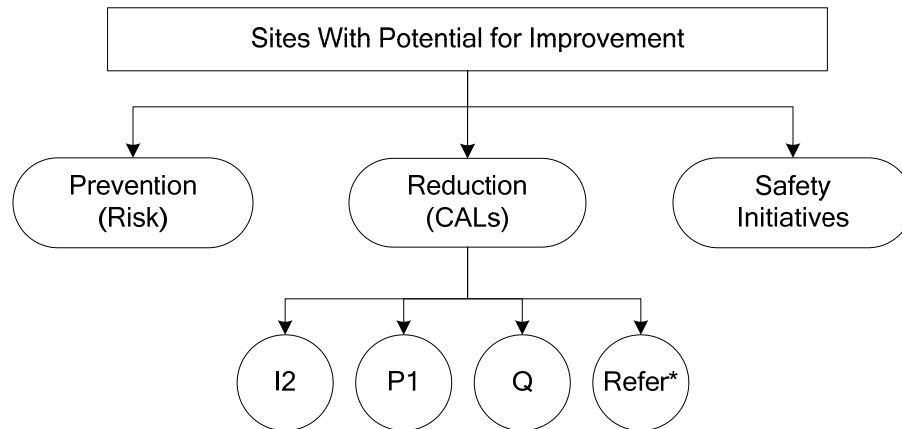 Sites With Potential for Improvement
Prevention
(Risk)
Reduction
(CALs)
Safety
Initiatives
I2
P1
Q
Refer*